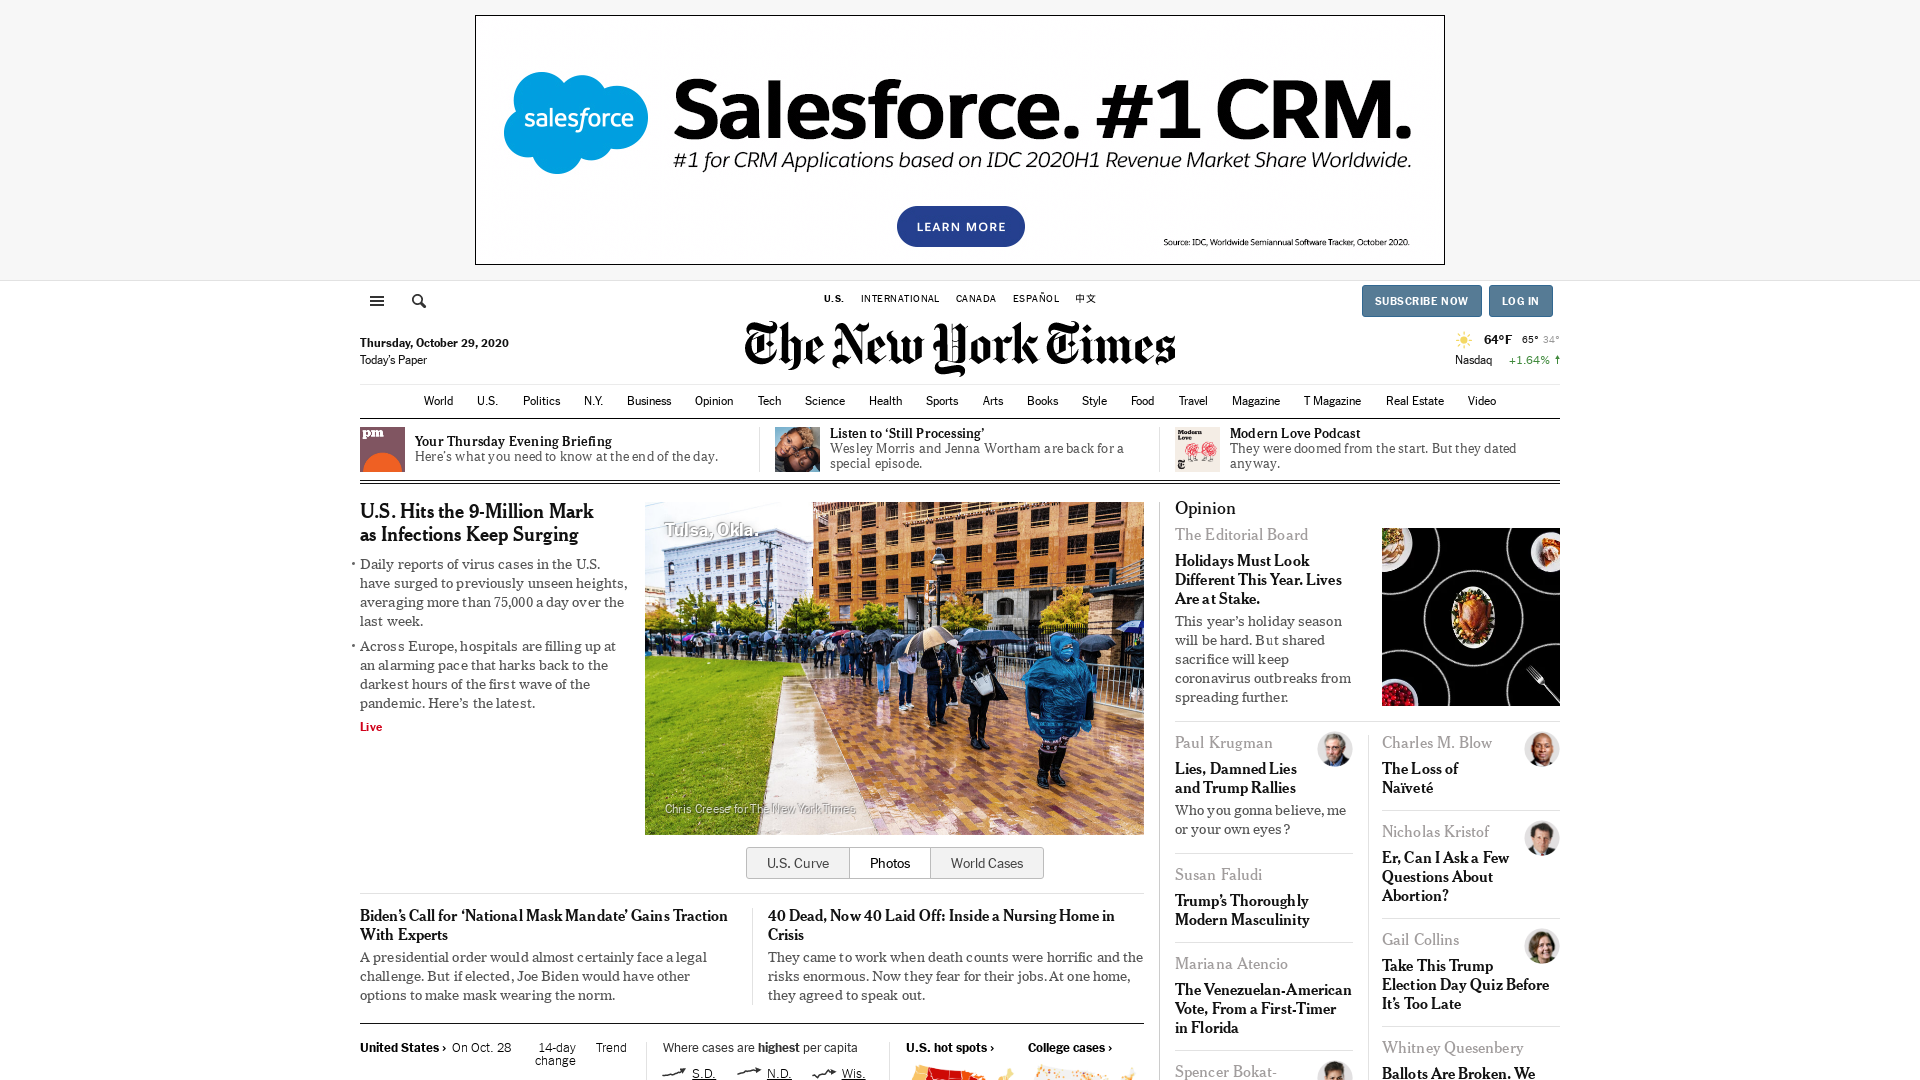 salesforce
Salesforce. #1 CRM.
#1 for CRM Applications based on IDC 2020H1 Revenue Market Share Worldwide.
LEARN MORE
Source: IDC, Worldwide Semiannual Software Tracker, October 2020.
U.S. INTERNATIONAL CANADA ESPAÑOL 中文
SUBSCRIBE NOW LOG IN
Thursday, October 29, 2020
Today's Paper
The New York Times
64°F 65° 34°
Nasdaq +1.64% ↑
World U.S. Politics N.Y. Business Opinion Tech Science Health Sports Arts Books Style Food Travel Magazine T Magazine Real Estate Video
pm
Your Thursday Evening Briefing
Here's what you need to know at the end of the day.
Listen to ‘Still Processing’
Wesley Morris and Jenna Wortham are back for a
special episode.
Modern
Love
Modern Love Podcast
They were doomed from the start. But they dated
anyway.
U.S. Hits the 9-Million Mark
as Infections Keep Surging
• Daily reports of virus cases in the U.S.
have surged to previously unseen heights,
averaging more than 75,000 a day over the
last week.
• Across Europe, hospitals are filling up at
an alarming pace that harks back to the
darkest hours of the first wave of the
pandemic. Here’s the latest.
Live
Tulsa, Okla.
Chris Creese for The New York Times
U.S. Curve Photos World Cases
Biden’s Call for ‘National Mask Mandate’ Gains Traction
With Experts
A presidential order would almost certainly face a legal
challenge. But if elected, Joe Biden would have other
options to make mask wearing the norm.
40 Dead, Now 40 Laid Off: Inside a Nursing Home in
Crisis
They came to work when death counts were horrific and the
risks enormous. Now they fear for their jobs. At one home,
they agreed to speak out.
United States › On Oct. 28 14-day
change Trend
Where cases are highest per capita
S.D. N.D. Wis.
U.S. hot spots › College cases ›
Opinion
The Editorial Board
Holidays Must Look
Different This Year. Lives
Are at Stake.
This year’s holiday season
will be hard. But shared
sacrifice will keep
coronavirus outbreaks from
spreading further.
Paul Krugman
Lies, Damned Lies
and Trump Rallies
Who you gonna believe, me
or your own eyes?
Susan Faludi
Trump’s Thoroughly
Modern Masculinity
Mariana Atencio
The Venezuelan-American
Vote, From a First-Timer
in Florida
Spencer Bokat-
Charles M. Blow
The Loss of
Naïveté
Nicholas Kristof
Er, Can I Ask a Few
Questions About
Abortion?
Gail Collins
Take This Trump
Election Day Quiz Before
It’s Too Late
Whitney Quesenbery
Ballots Are Broken. We